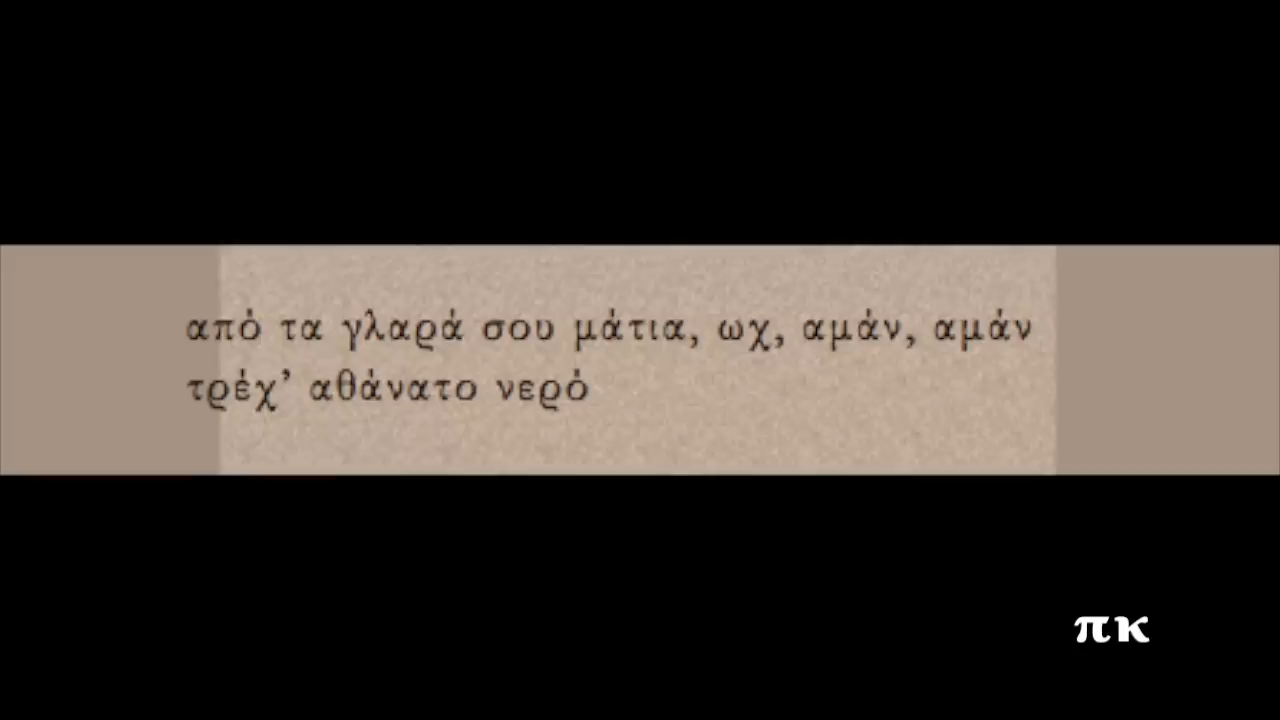 από τα γλαρά σου μάτια, ωχ, αμάν, αμάν
τρέχ’ αθάνατο νερό
πκ